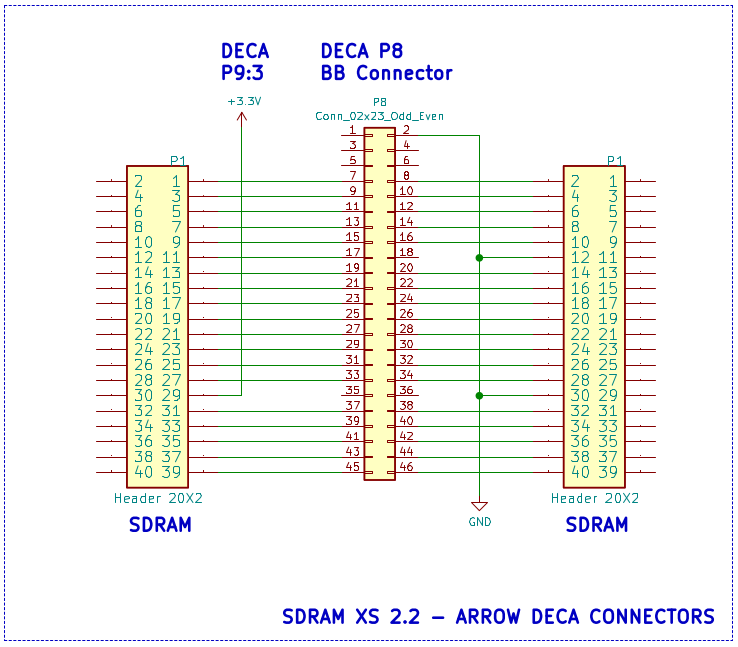 DECA DECA P8
P9:3 BB Connector
+3.3V P8
Conn_02x23_Odd_Even
1 2
3 4
P1 5 6 P1
2 1 7 8 2 1
4 3 9 10 4 3
6 5 11 12 6 5
8 7 13 14 8 7
10 9 15 16 10 9
12 11 17 18 12 11
14 13 19 20 14 13
16 15 21 22 16 15
18 17 23 24 18 17
20 19 25 26 20 19
22 21 27 28 22 21
24 23 29 30 24 23
26 25 31 32 26 25
28 27 33 34 28 27
30 29 35 36 30 29
32 31 37 38 32 31
34 33 39 40 34 33
36 35 41 42 36 35
38 37 43 44 38 37
40 39 45 46 40 39
Header 20X2 Header 20X2
SDRAM GND SDRAM
SDRAM XS 2.2 – ARROW DECA CONNECTORS